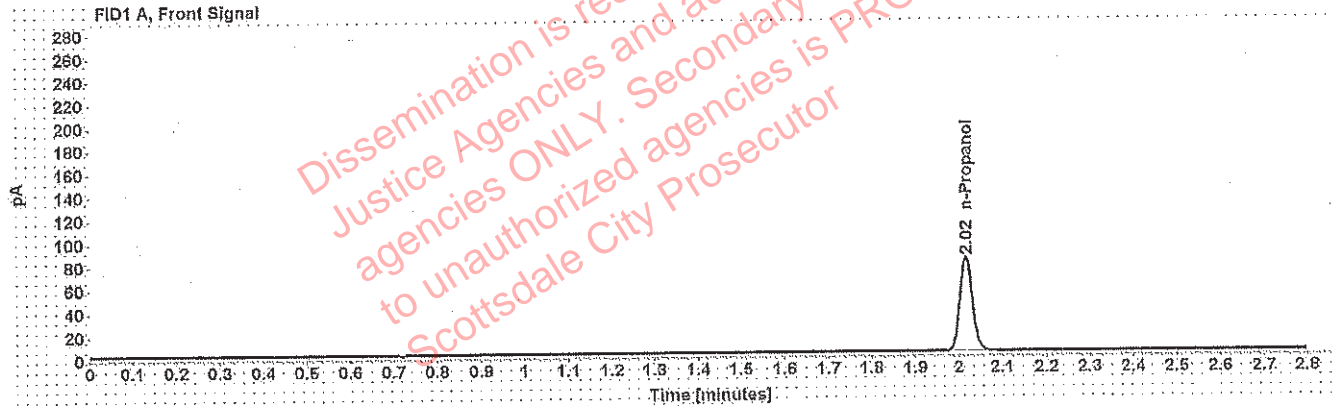 FID1 A, Front Signal
280
260
240
220
200
180
160
140
120
100
80
60
40
20
0
pA
2.02 n-Propanol
0 0.1 0.2 0.3 0.4 0.5 0.6 0.7 0.8 0.9 1 1.1 1.2 1.3 1.4 1.5 1.6 1.7 1.8 1.9 2 2.1 2.2 2.3 2.4 2.5 2.6 2.7 2.8
Time [minutes]
Dissemination is
Justice Agencies and
agencies ONLY. Secondary
to unauthorized agencies is
Scottsdale City Prosecutor